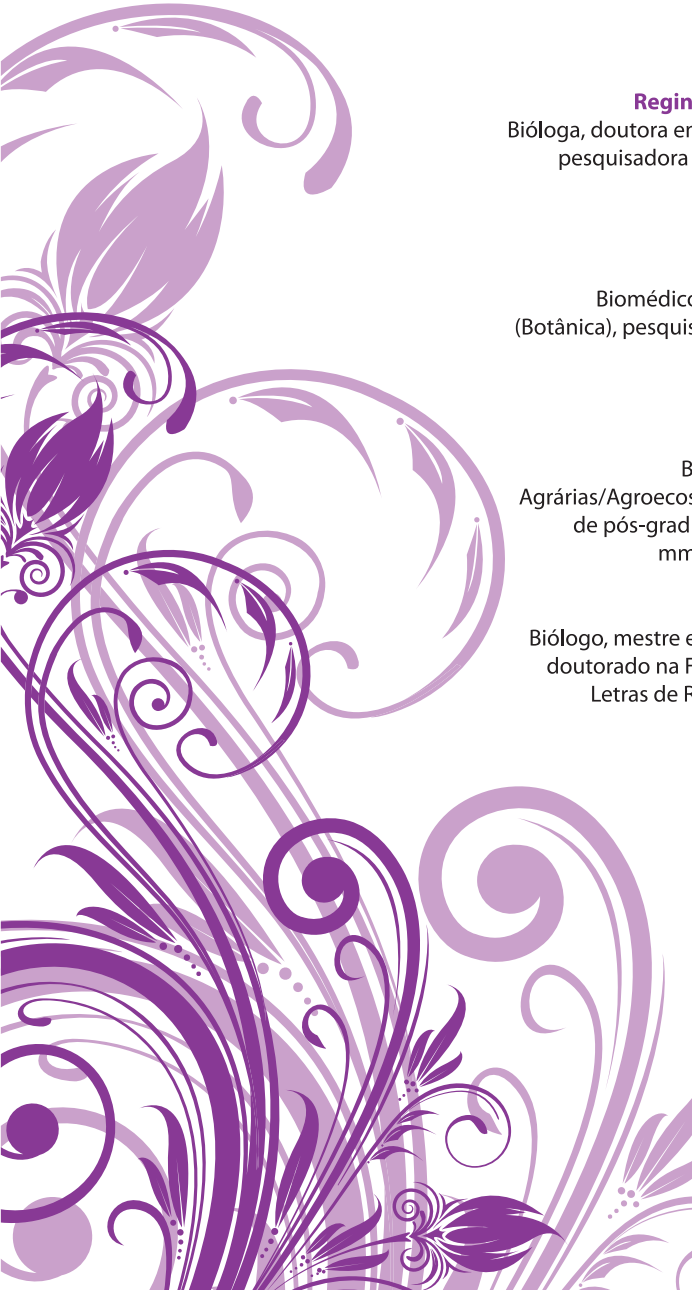 Regin
Bióloga, doutora er
pesquisadora
Biomédico
(Botânica), pesquis
B
Agrárias/Agroecos
de pós-gradi
mm
Biólogo, mestre e
doutorado na F
Letras de R